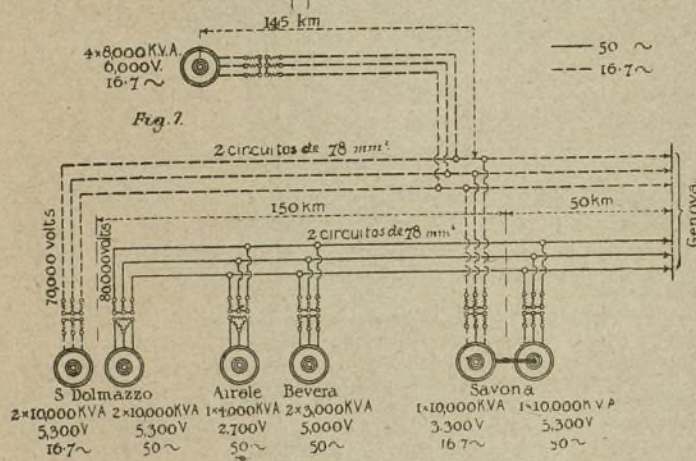 145 km
4×8,000 K.V.A.
6,000V.
16·7 ~
50 ~
16·7 ~
Fig. 7.
2 circuitos de 78 mm².
150 km
50 km
2 circuitos de 78 mm²
70,000 volts
80,000 volts
Genova
S Dolmazzo
Airole
Bevera
Savona
2×10,000 KVA
2×10,000 KVA
1×4,000 KVA
2×3,000 KVA
1×10,000 KVA
1×10,000 KVA
5,300 V
5,300 V
2,700 V
5,000 V
3,300 V
5,300 V
16·7 ~
50 ~
50 ~
50 ~
16·7 ~
50 ~